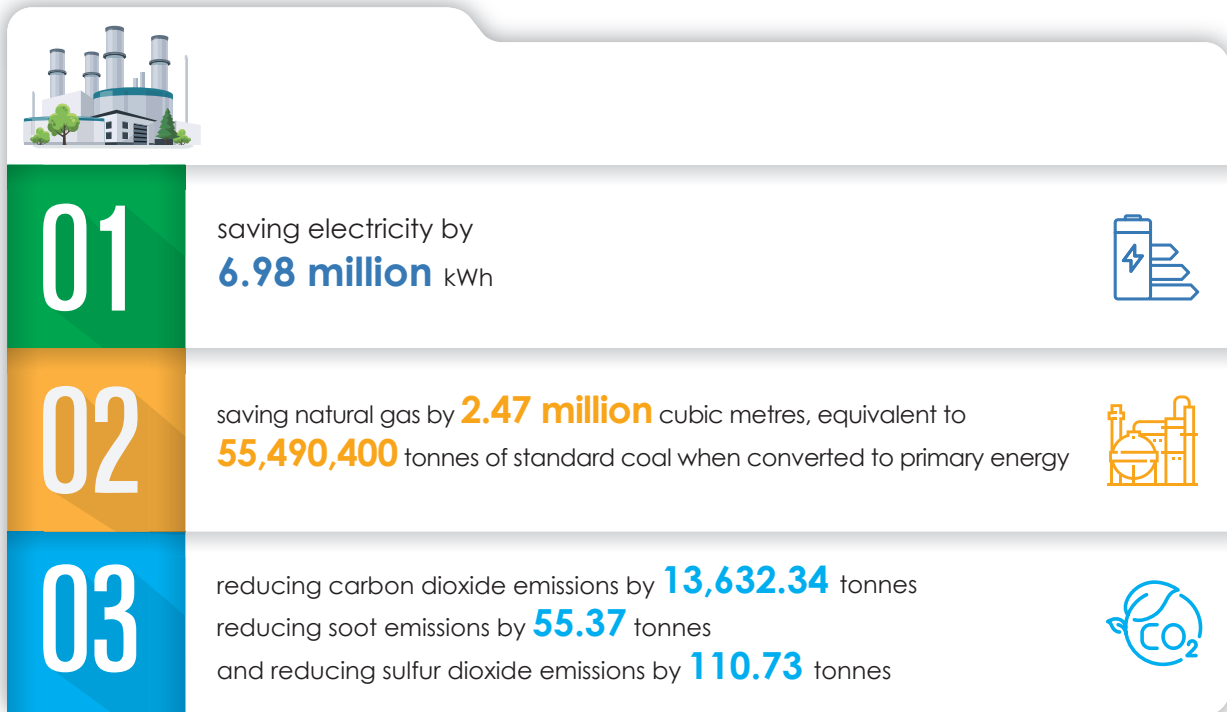 01
saving electricity by
6.98 million kWh
02
saving natural gas by 2.47 million cubic metres, equivalent to
55,490,400 tonnes of standard coal when converted to primary energy
03
reducing carbon dioxide emissions by 13,632.34 tonnes
reducing soot emissions by 55.37 tonnes
and reducing sulfur dioxide emissions by 110.73 tonnes
CO2